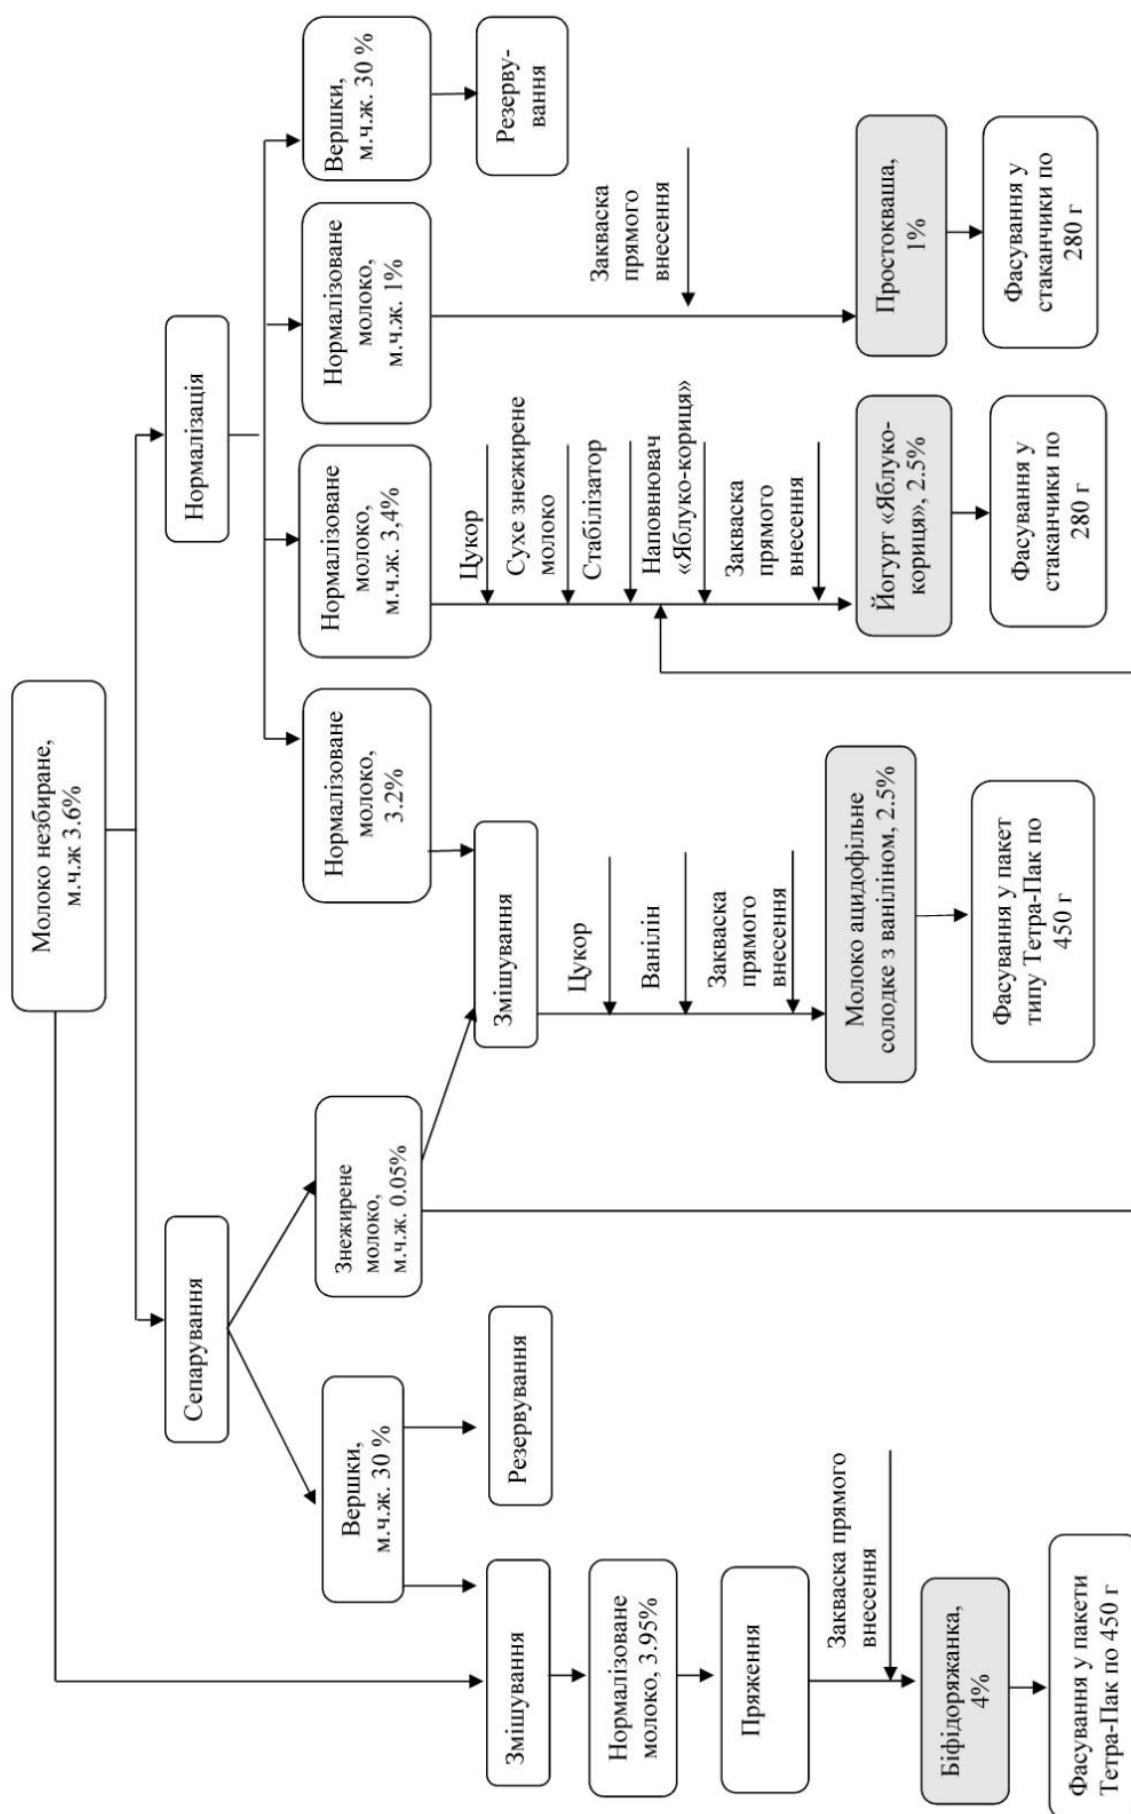 Молоко незбиране,
м.ч.ж 3.6%
Сепарування
Нормалізація
Вершки,
м.ч.ж. 30 %
Знежирене
молоко,
м.ч.ж. 0.05%
Нормалізоване
молоко,
3.2%
Нормалізоване
молоко,
м.ч.ж. 3,4%
Нормалізоване
молоко,
м.ч.ж. 1%
Вершки,
м.ч.ж. 30 %
Змішування
Резервування
Змішування
Резерву-
вання
Нормалізоване
молоко, 3.95%
Пряження
Закваска прямого
внесення
Цукор
Ванілін
Закваска
прямого
внесення
Цукор
Сухе знежирене
молоко
Стабілізатор
Наповнювач
«Яблуко-кориця»
Закваска
прямого
внесення
Закваска
прямого
внесення
Біфідоряжанка,
4%
Молоко ацидофільне
солодке з ваніліном, 2.5%
Йогурт «Яблуко-
кориця», 2.5%
Простокваша,
1%
Фасування у пакети
Тетра-Пак по 450 г
Фасування у пакет
типу Тетра-Пак по
450 г
Фасування у
стаканчики по
280 г
Фасування у
стаканчики по
280 г